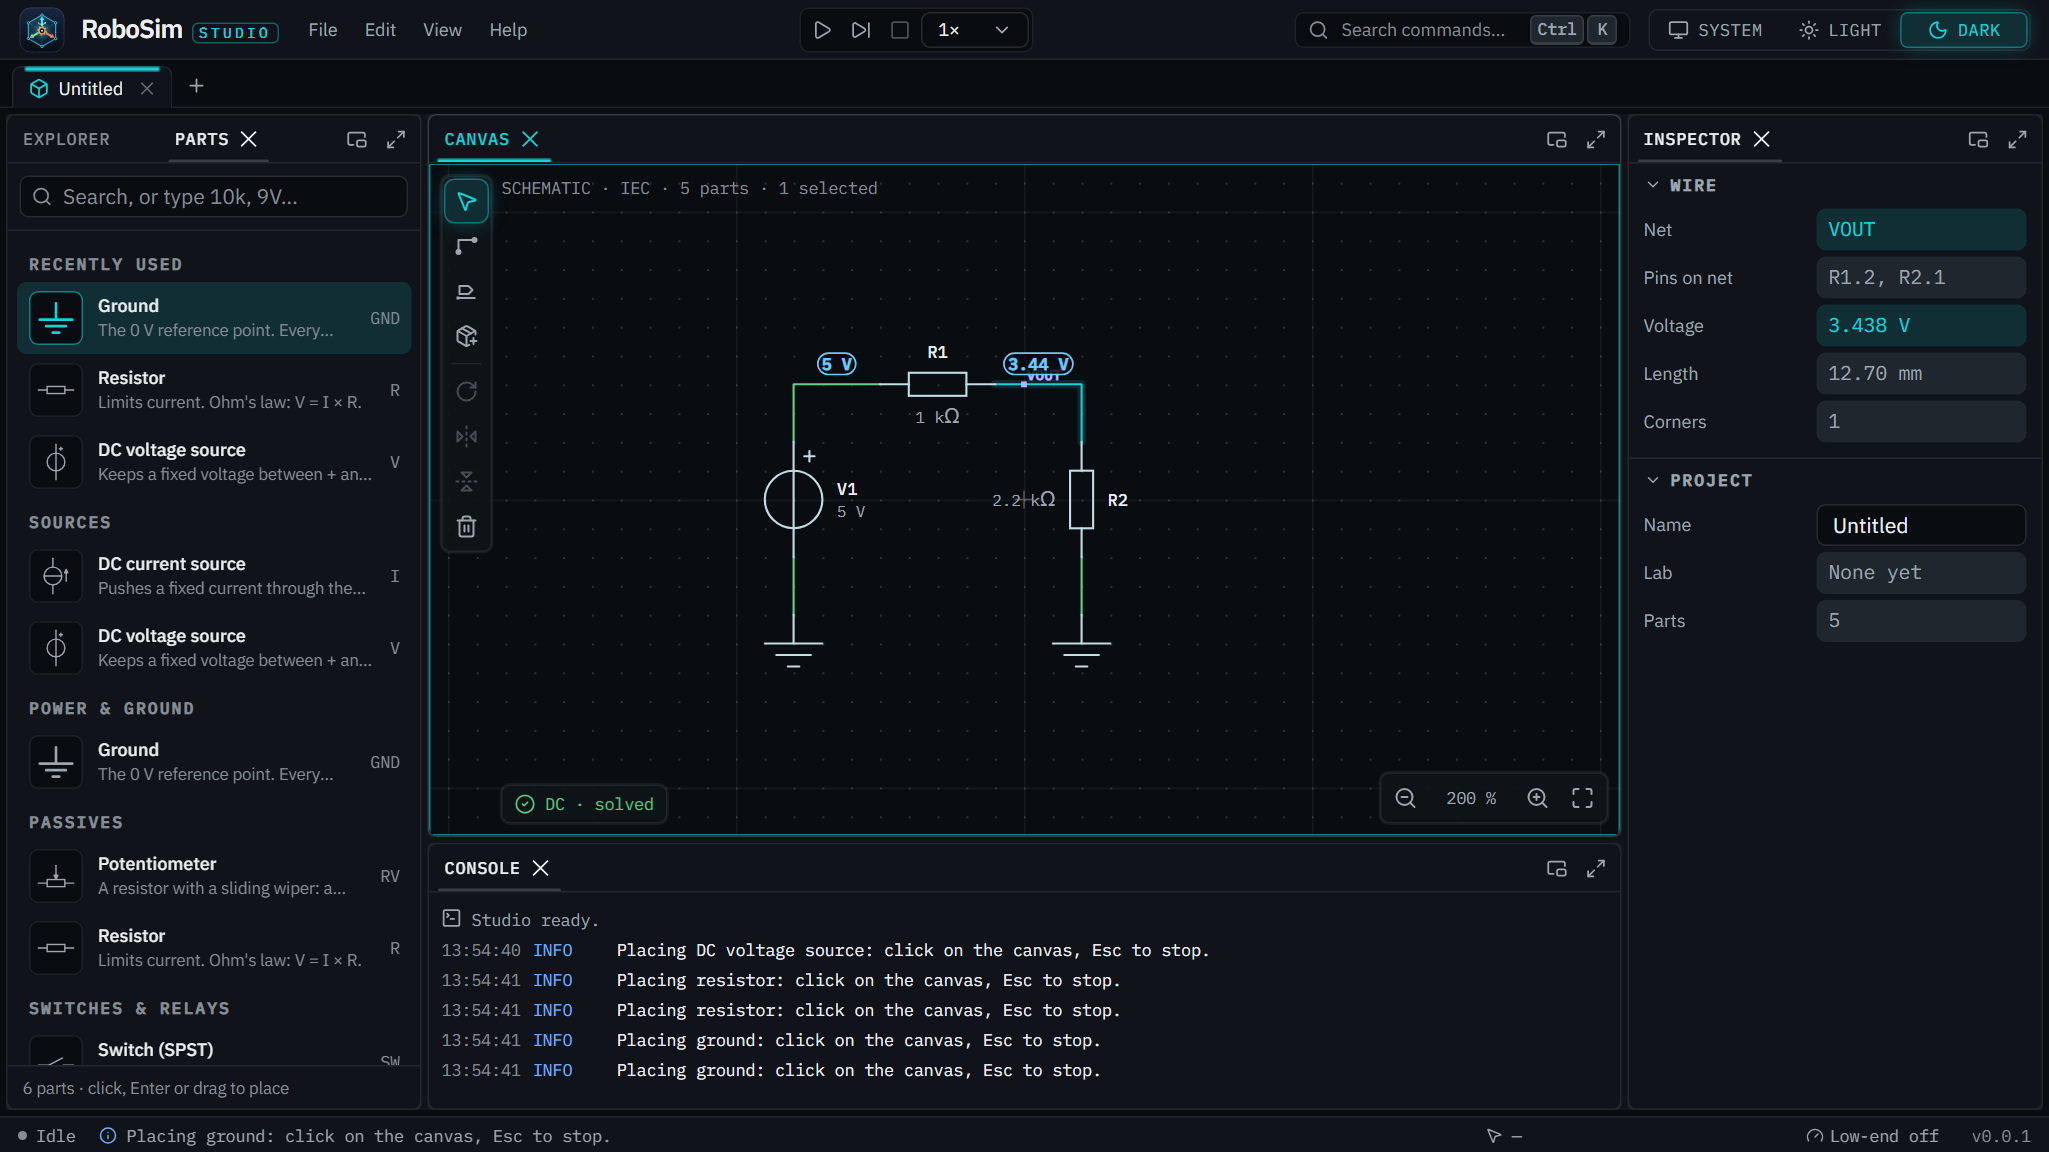 RoboSim STUDIO File Edit View Help 1× Search commands... Ctrl K SYSTEM LIGHT DARK
Untitled
EXPLORER PARTS
Search, or type 10k, 9V...
RECENTLY USED
Ground
The 0 V reference point. Every... GND
Resistor
Limits current. Ohm's law: V = I × R. R
DC voltage source
Keeps a fixed voltage between + an... V
SOURCES
DC current source
Pushes a fixed current through the... I
DC voltage source
Keeps a fixed voltage between + an... V
POWER & GROUND
Ground
The 0 V reference point. Every... GND
PASSIVES
Potentiometer
A resistor with a sliding wiper: a... RV
Resistor
Limits current. Ohm's law: V = I × R. R
SWITCHES & RELAYS
Switch (SPST)
SW
6 parts · click, Enter or drag to place
CANVAS
SCHEMATIC · IEC · 5 parts · 1 selected
R1
5 V
3.44 V
VOUT
1 kΩ
+
V1
5 V
2.2 kΩ
R2
DC · solved
200 %
CONSOLE
Studio ready.
13:54:40 INFO Placing DC voltage source: click on the canvas, Esc to stop.
13:54:41 INFO Placing resistor: click on the canvas, Esc to stop.
13:54:41 INFO Placing resistor: click on the canvas, Esc to stop.
13:54:41 INFO Placing ground: click on the canvas, Esc to stop.
13:54:41 INFO Placing ground: click on the canvas, Esc to stop.
INSPECTOR
WIRE
Net VOUT
Pins on net R1.2, R2.1
Voltage 3.438 V
Length 12.70 mm
Corners 1
PROJECT
Name Untitled
Lab None yet
Parts 5
Idle Placing ground: click on the canvas, Esc to stop. — Low-end off v0.0.1